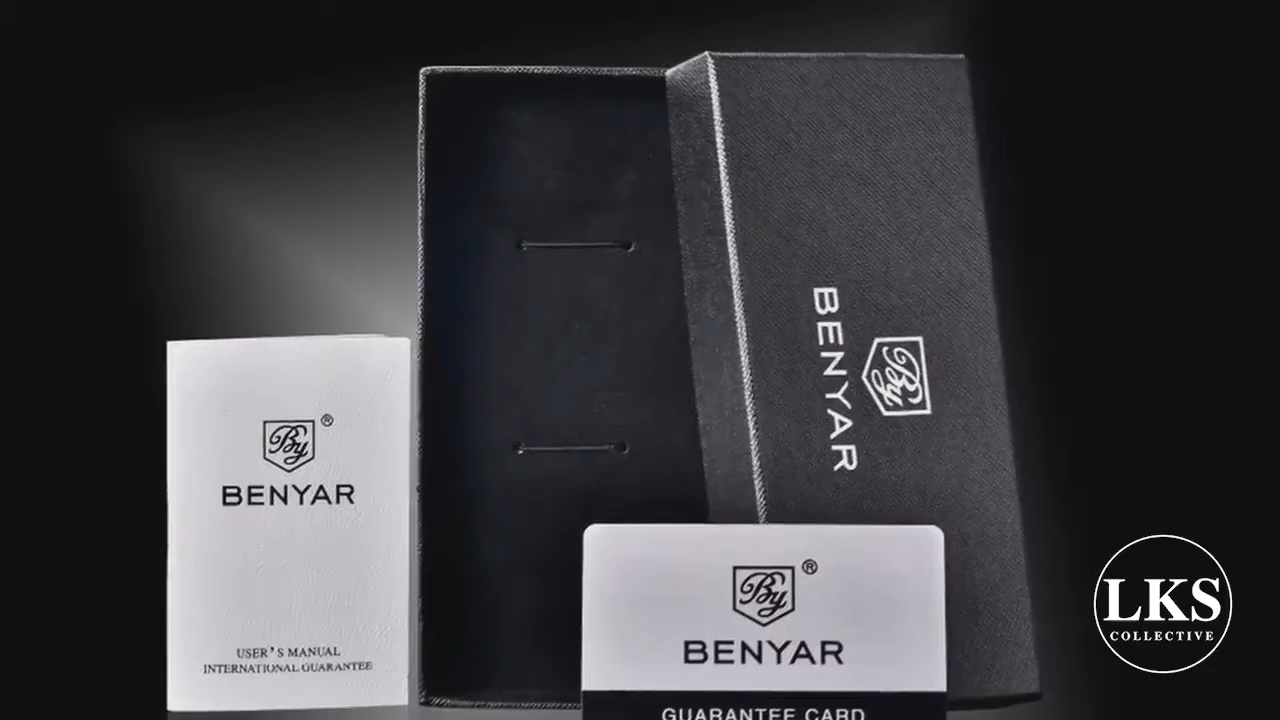 By
BENYAR
By ®
BENYAR
USER'S MANUAL
INTERNATIONAL GUARANTEE
By ®
BENYAR
GUARANTEE CARD
LKS
COLLECTIVE